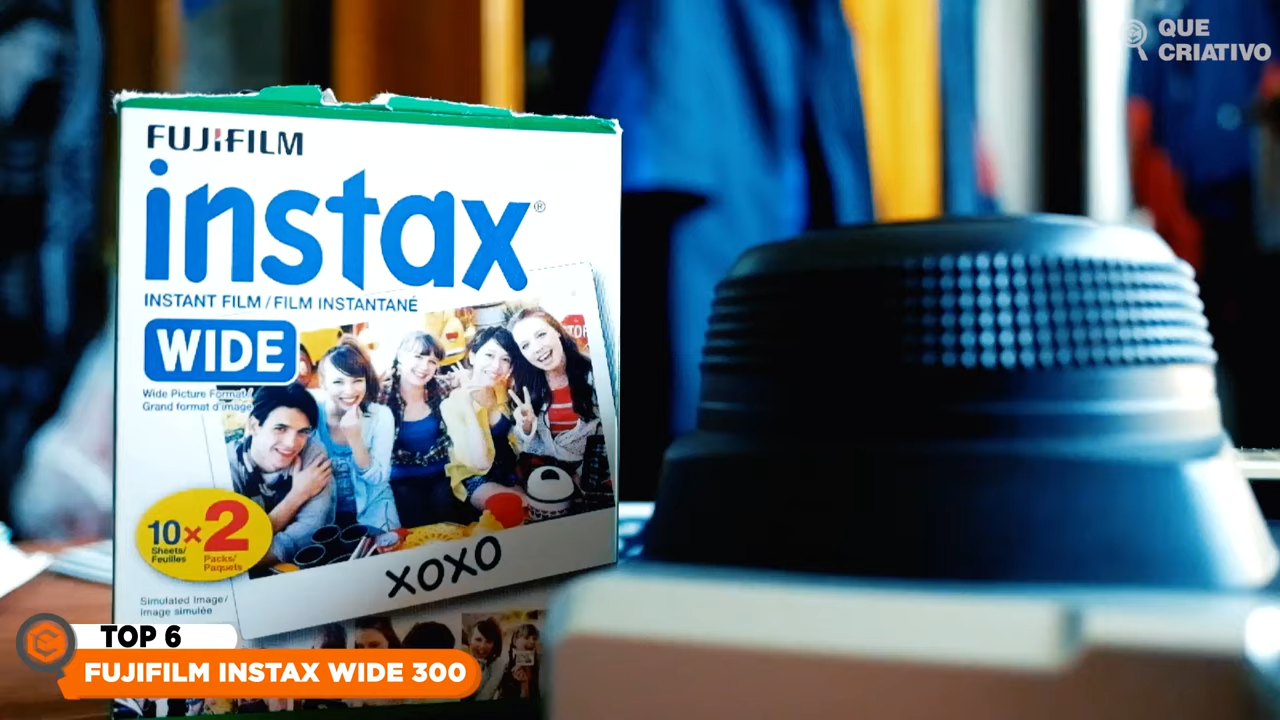 QUE
CRIATIVO
FUJIFILM
instax®
INSTANT FILM / FILM INSTANTANÉ
WIDE
Wide Picture Format/
Grand format d'image
10×2
Sheets/ Packs/
Feuilles Paquets
XOXO
Simulated Image/
Image simulée
TOP 6
FUJIFILM INSTAX WIDE 300